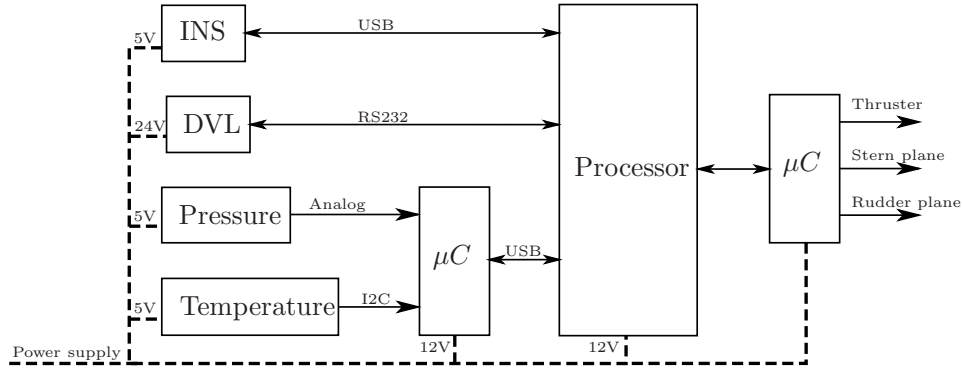 INS
USB
5V
DVL
RS232
24V
Thruster
Stern plane
Rudder plane
Processor
μC
Pressure
Analog
5V
μC
USB
Temperature
I2C
5V
Power supply
12V
12V